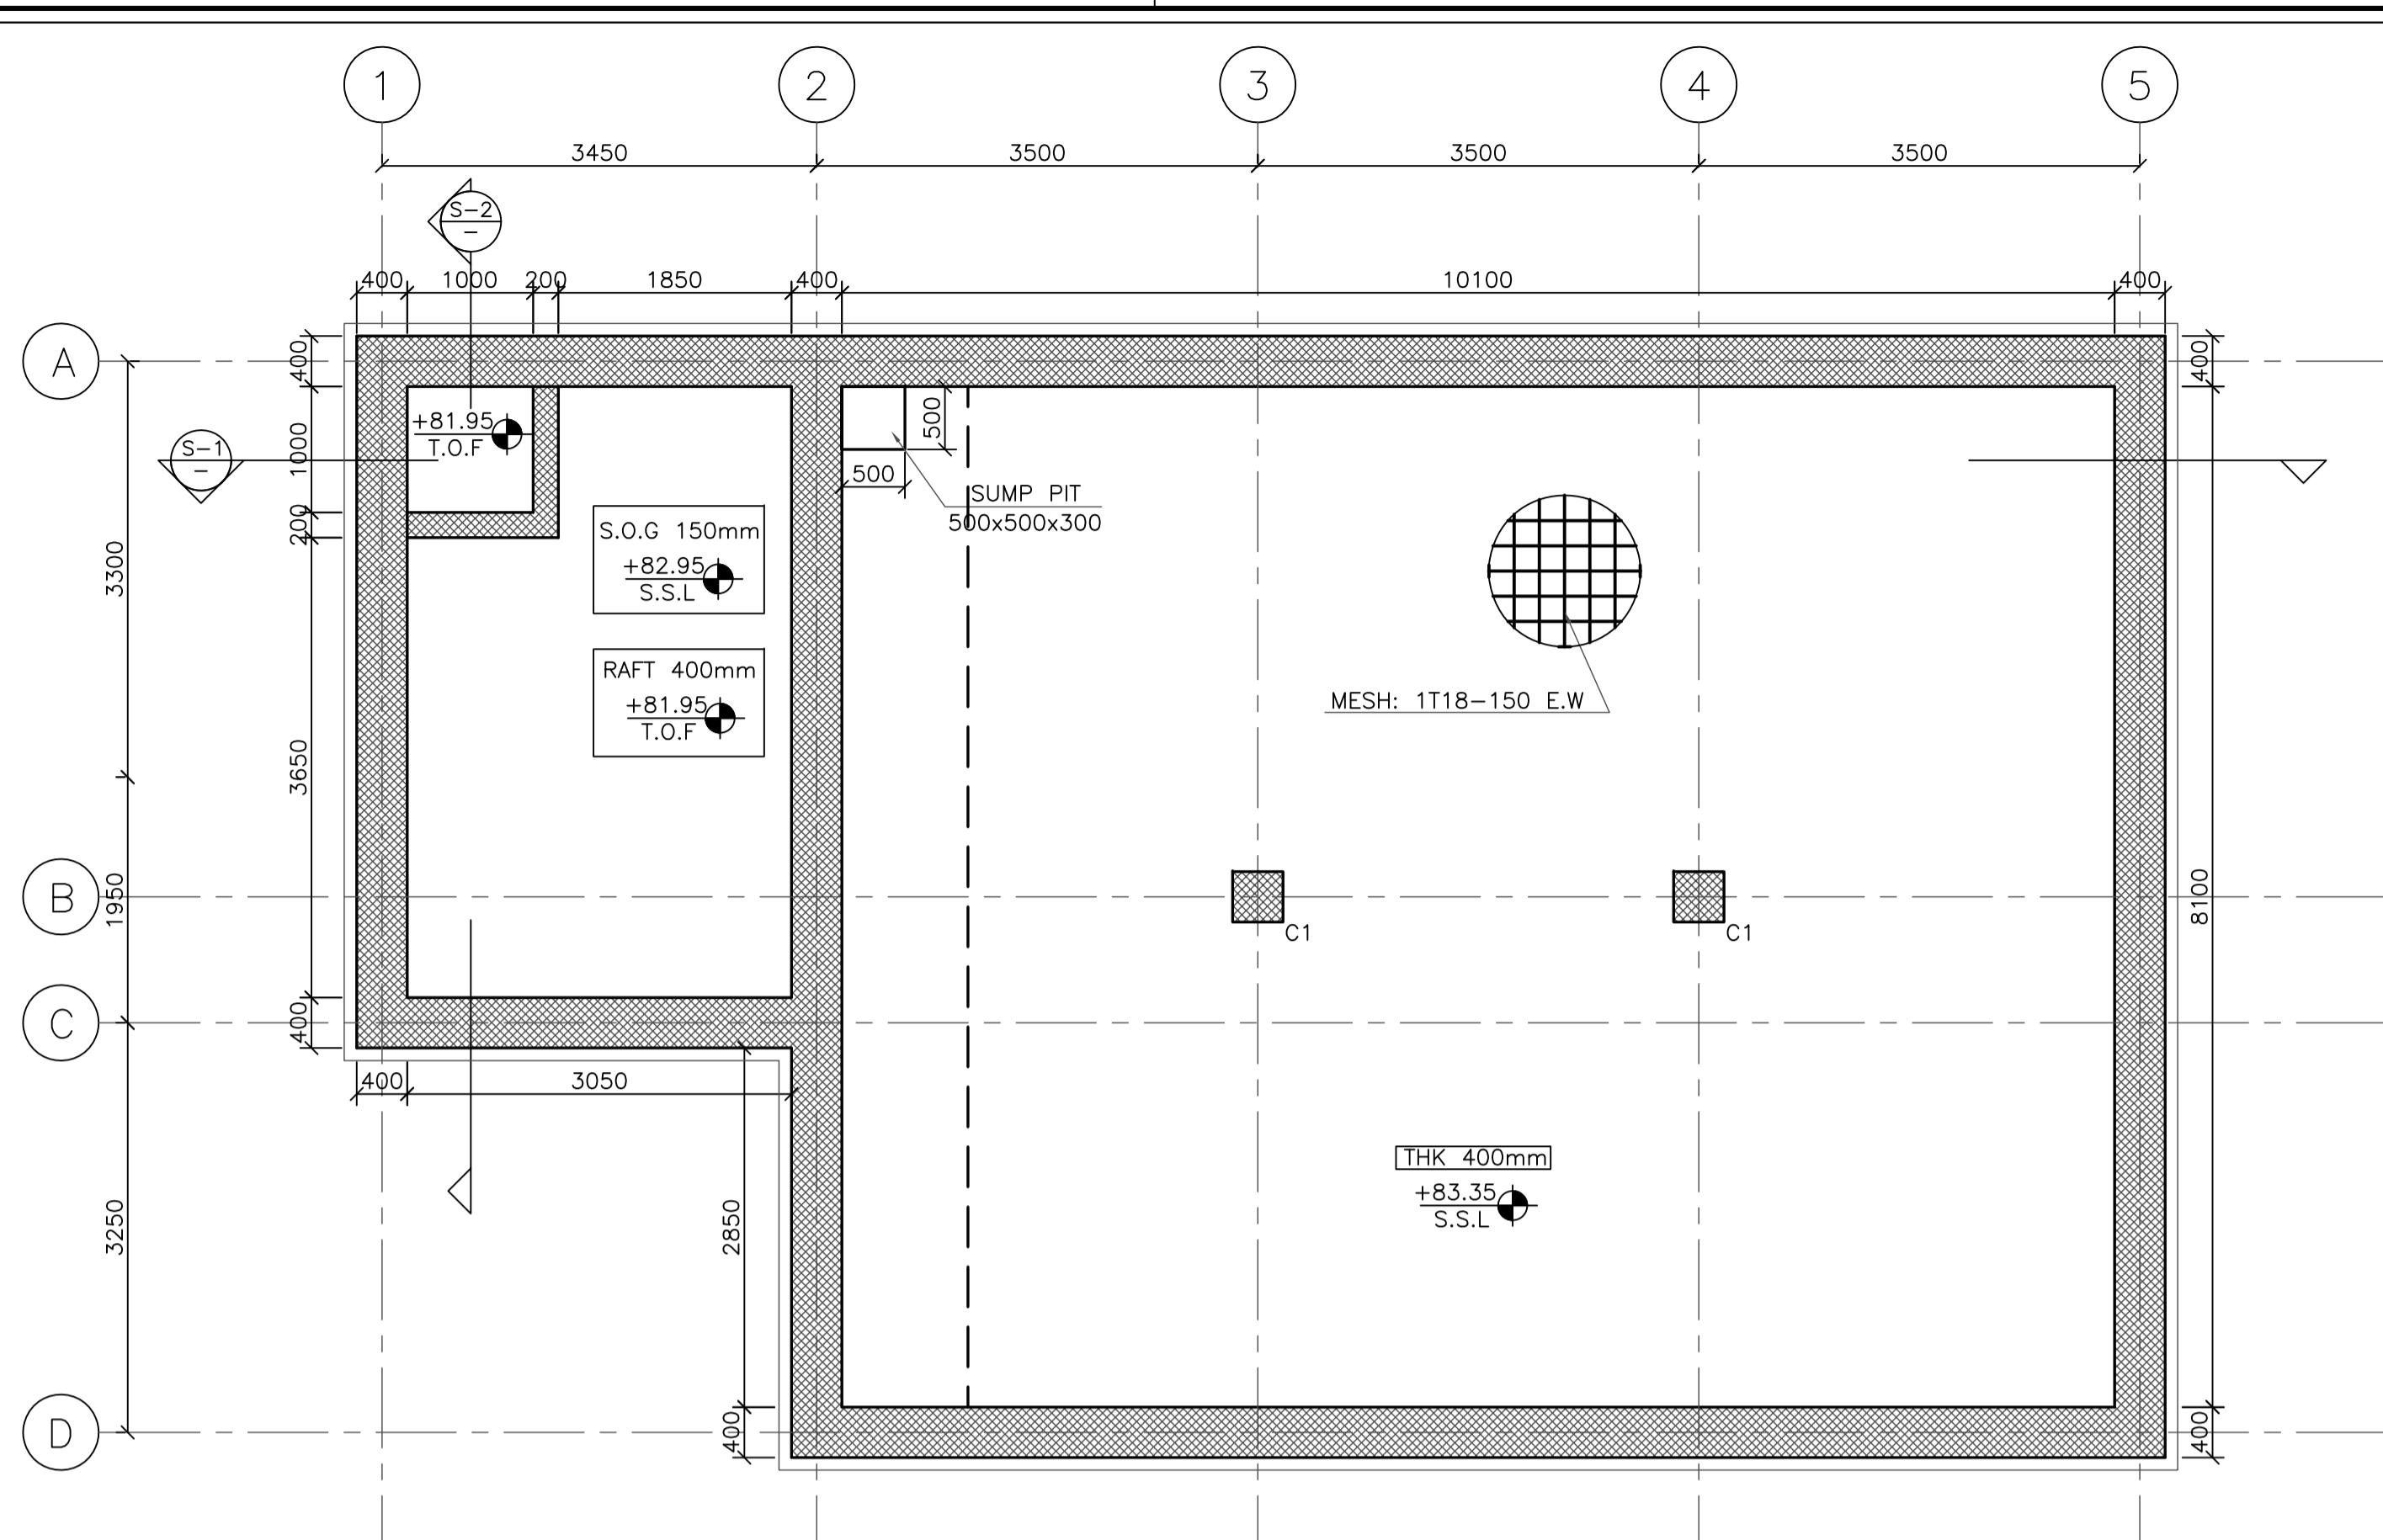 1 2 3 4 5
3450 3500 3500 3500
S-2
-
400 1000 200 1850 400 10100 400
A
400
400
+81.95
T.O.F
S-1
-
1000
500
500
SUMP PIT
500x500x300
200
S.O.G 150mm
+82.95
S.S.L
3300
RAFT 400mm
+81.95
T.O.F
MESH: 1T18-150 E.W
3650
B
1950
8100
C1
C1
C
400
400 3050
THK 400mm
+83.35
S.S.L
3250
2850
D
400
400